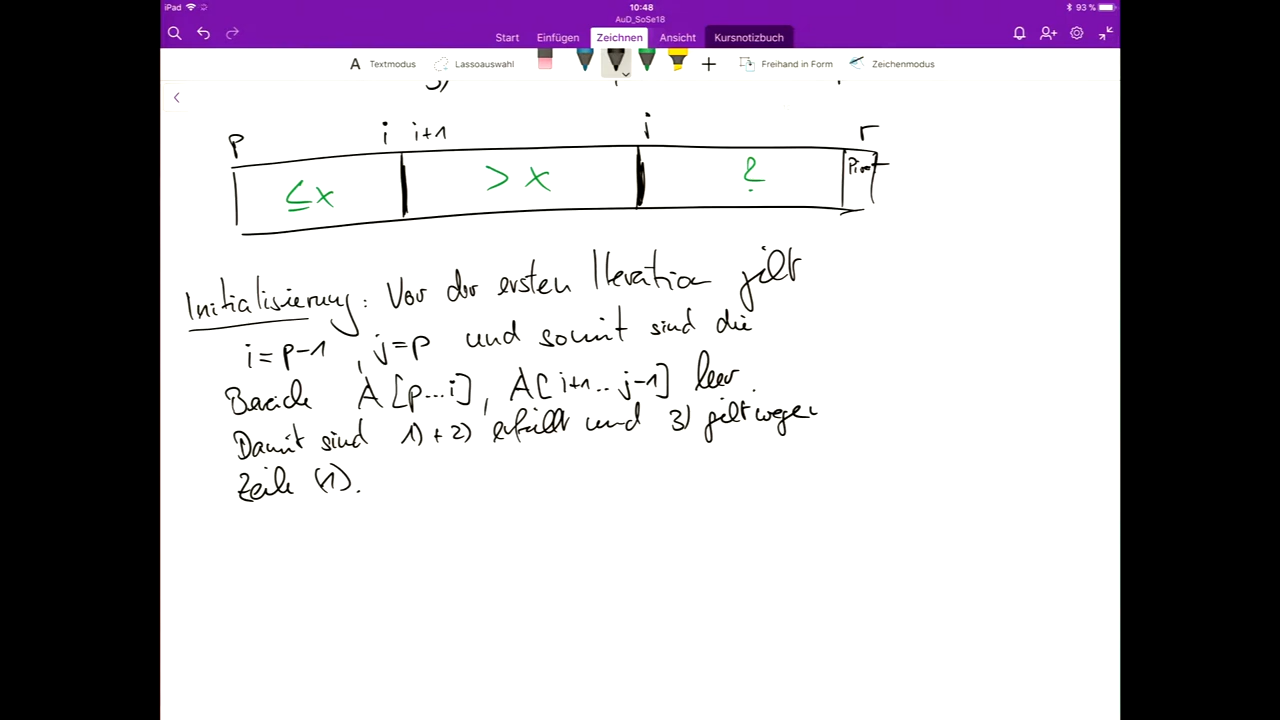 iPad 10:48 93 %
AuD_SoSe18
Start Einfügen Zeichnen Ansicht Kursnotizbuch
A Textmodus Lassoauswahl Freihand in Form Zeichenmodus
p i i+1 j r
≤x >x ? Pivot
Initialisierung: Vor der ersten Iteration gilt
i=p-1, j=p und somit sind die
Bereiche A[p...i], A[i+1..j-1] leer.
Damit sind 1)+2) erfüllt und 3) gilt wegen
Zeile (1).